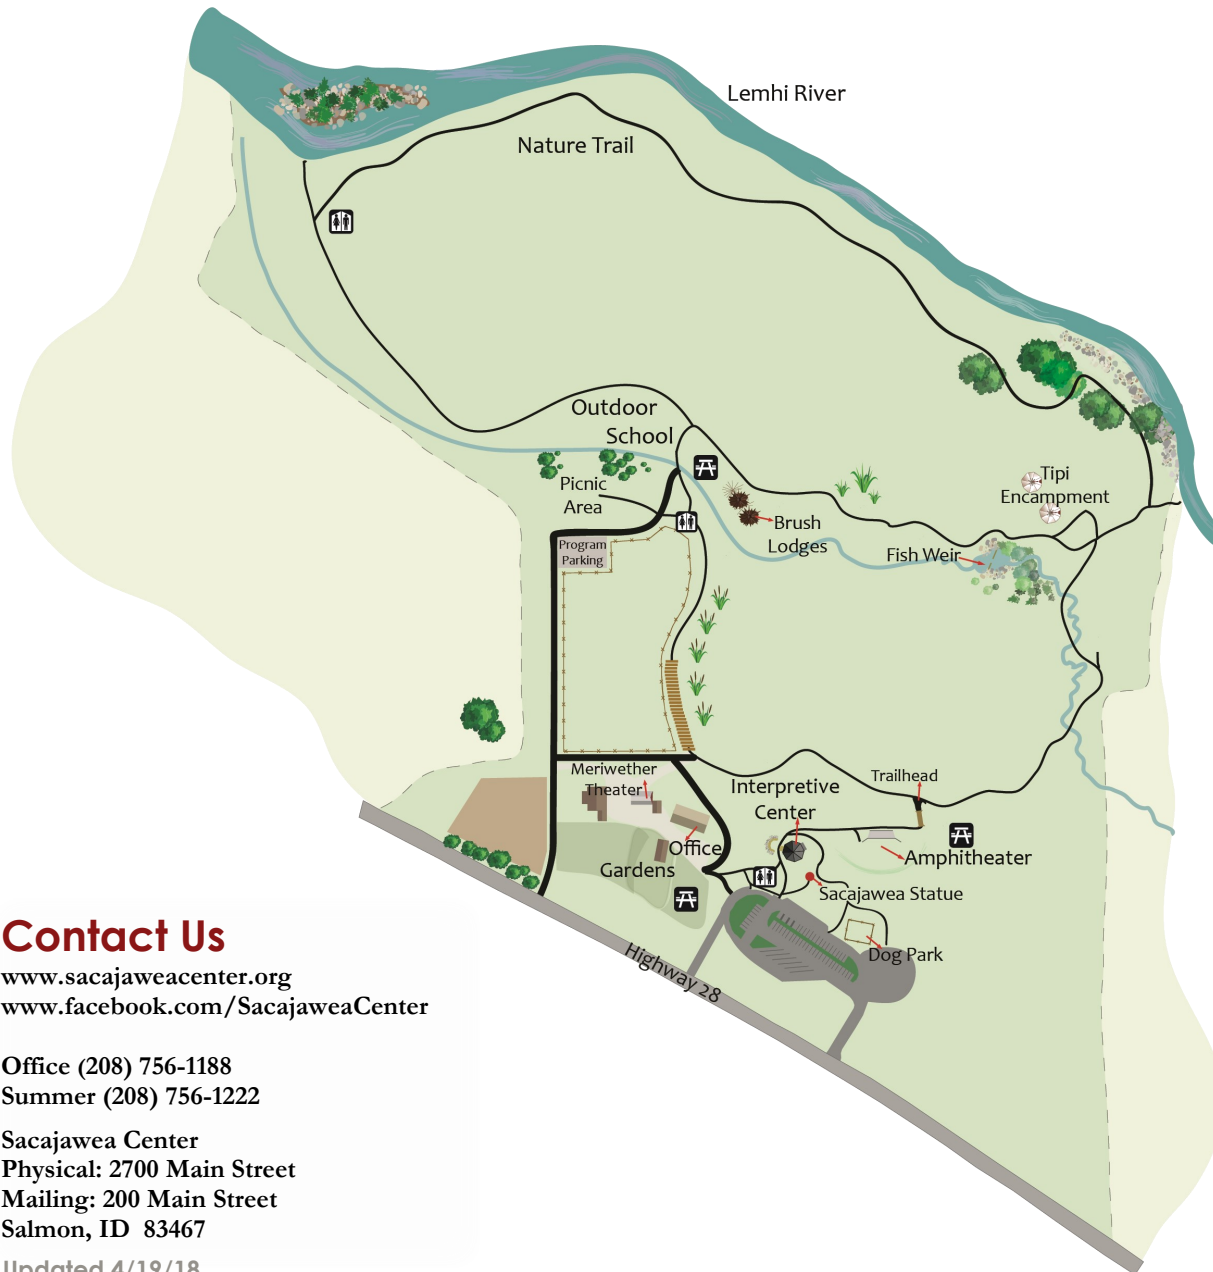 Lemhi River
Nature Trail
Outdoor
School
Picnic
Area
Tipi
Encampment
Brush
Lodges
Fish Weir
Program
Parking
Meriwether
Theater
Interpretive
Center
Trailhead
Office
Gardens
Amphitheater
Sacajawea Statue
Dog Park
Highway 28
Contact Us
www.sacajaweacenter.org
www.facebook.com/SacajaweaCenter
Office (208) 756-1188
Summer (208) 756-1222
Sacajawea Center
Physical: 2700 Main Street
Mailing: 200 Main Street
Salmon, ID 83467
Updated 4/19/18